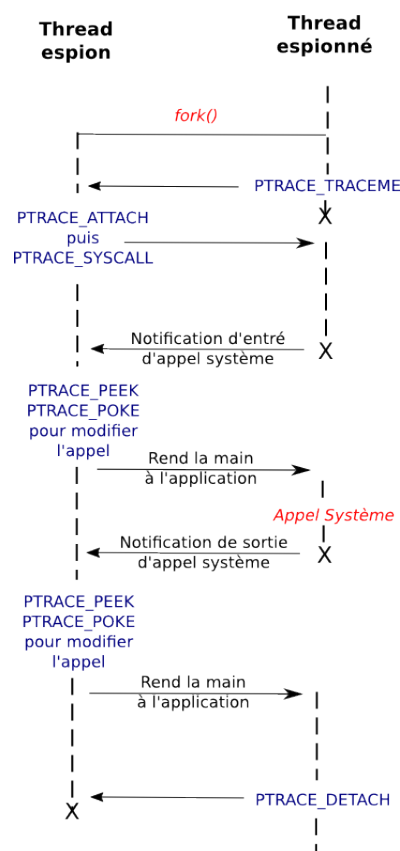 Thread
espion
Thread
espionné
fork()
PTRACE_TRACEME
X
PTRACE_ATTACH
puis
PTRACE_SYSCALL
Notification d'entré
d'appel système
X
PTRACE_PEEK
PTRACE_POKE
pour modifier
l'appel
Rend la main
à l'application
Appel Système
Notification de sortie
d'appel système
X
PTRACE_PEEK
PTRACE_POKE
pour modifier
l'appel
Rend la main
à l'application
PTRACE_DETACH
X